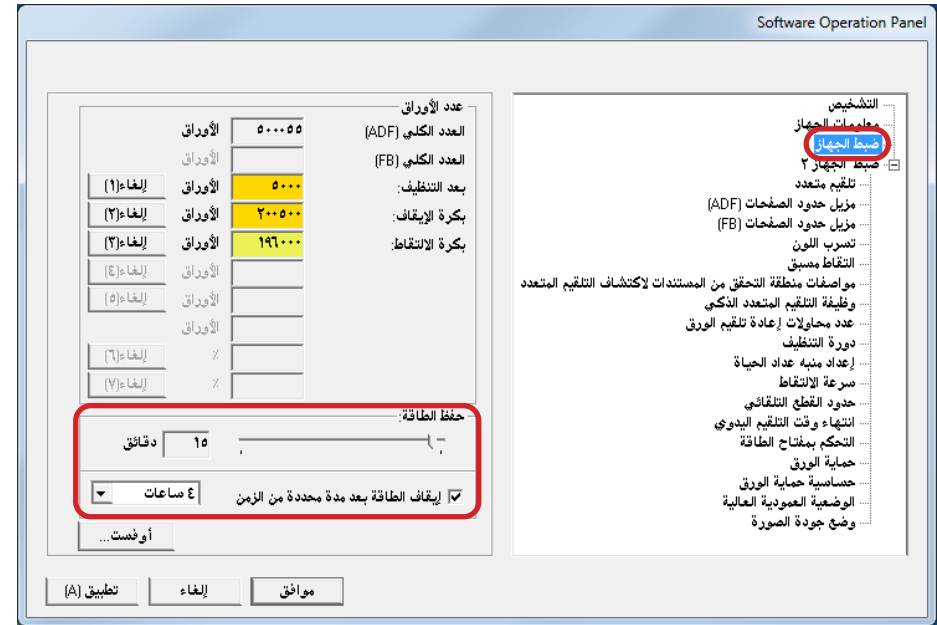 Software Operation Panel
التشخيص
معلومات الجهاز
ضبط الجهاز
ضبط الجهاز ٢
تلقيم متعدد
مزيل حدود الصفحات (ADF)
مزيل حدود الصفحات (FB)
تسرب اللون
التقاط مسبق
مواصفات منطقة التحقق من المستندات لاكتشاف التلقيم المتعدد
وظيفة التلقيم المتعدد الذكي
عدد محاولات إعادة تلقيم الورق
دورة التنظيف
إعداد منبه عداد الحياة
سرعة الالتقاط
حدود القطع التلقائي
انتهاء وقت التلقيم اليدوي
التحكم بمفتاح الطاقة
حماية الورق
حساسية حماية الورق
الوضعية العمودية العالية
وضع جودة الصورة
عدد الأوراق
العدد الكلي (ADF) ٥٠٠٠٥٥ الأوراق
العدد الكلي (FB) الأوراق
بعد التنظيف: ٥٠٠٠ الأوراق إلغاء(١)
بكرة الإيقاف: ٢٠٠٥٠٠ الأوراق إلغاء(٢)
بكرة الالتقاط: ١٩٦٠٠٠ الأوراق إلغاء(٣)
الأوراق إلغاء(٤)
الأوراق إلغاء(٥)
الأوراق
٪ إلغاء(٦)
٪ إلغاء(٧)
حفظ الطاقة:
١٥ دقائق
إيقاف الطاقة بعد مدة محددة من الزمن ٤ ساعات
أوفست...
موافق إلغاء تطبيق (A)